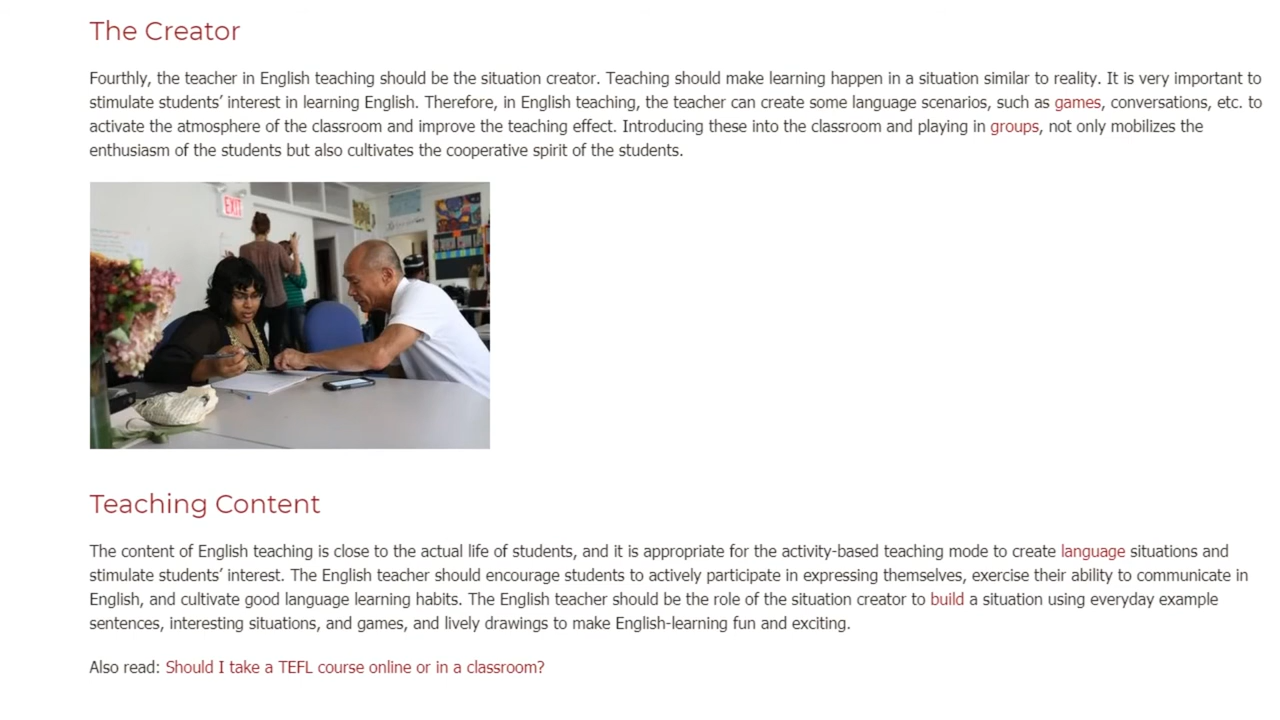 The Creator
Fourthly, the teacher in English teaching should be the situation creator. Teaching should make learning happen in a situation similar to reality. It is very important to
stimulate students’ interest in learning English. Therefore, in English teaching, the teacher can create some language scenarios, such as games, conversations, etc. to
activate the atmosphere of the classroom and improve the teaching effect. Introducing these into the classroom and playing in groups, not only mobilizes the
enthusiasm of the students but also cultivates the cooperative spirit of the students.
EXIT
Teaching Content
The content of English teaching is close to the actual life of students, and it is appropriate for the activity-based teaching mode to create language situations and
stimulate students’ interest. The English teacher should encourage students to actively participate in expressing themselves, exercise their ability to communicate in
English, and cultivate good language learning habits. The English teacher should be the role of the situation creator to build a situation using everyday example
sentences, interesting situations, and games, and lively drawings to make English-learning fun and exciting.
Also read: Should I take a TEFL course online or in a classroom?